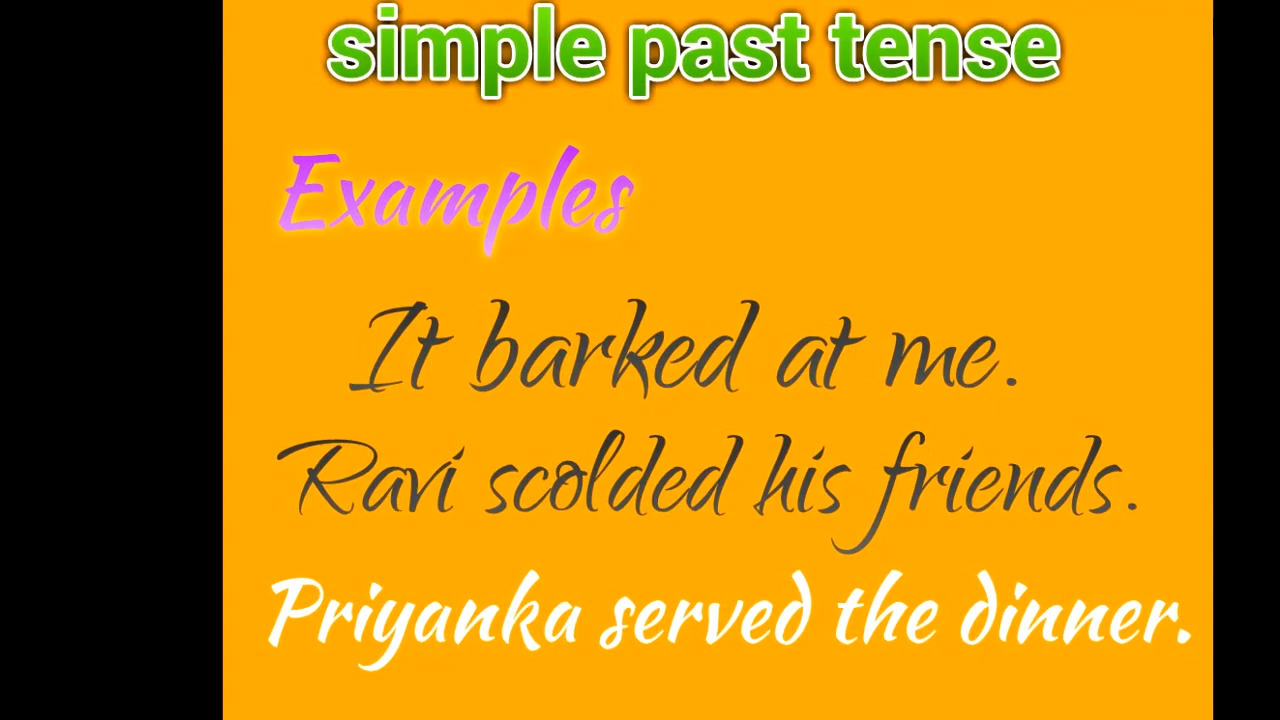 simple past tense
Examples
It barked at me.
Ravi scolded his friends.
Priyanka served the dinner.